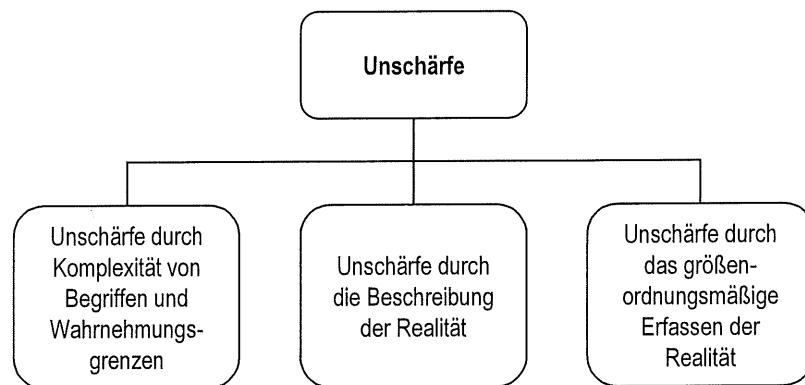 Unschärfe
Unschärfe durch
Komplexität von
Begriffen und
Wahrnehmungs-
grenzen
Unschärfe durch
die Beschreibung
der Realität
Unschärfe durch
das größen-
ordnungsmäßige
Erfassen der
Realität